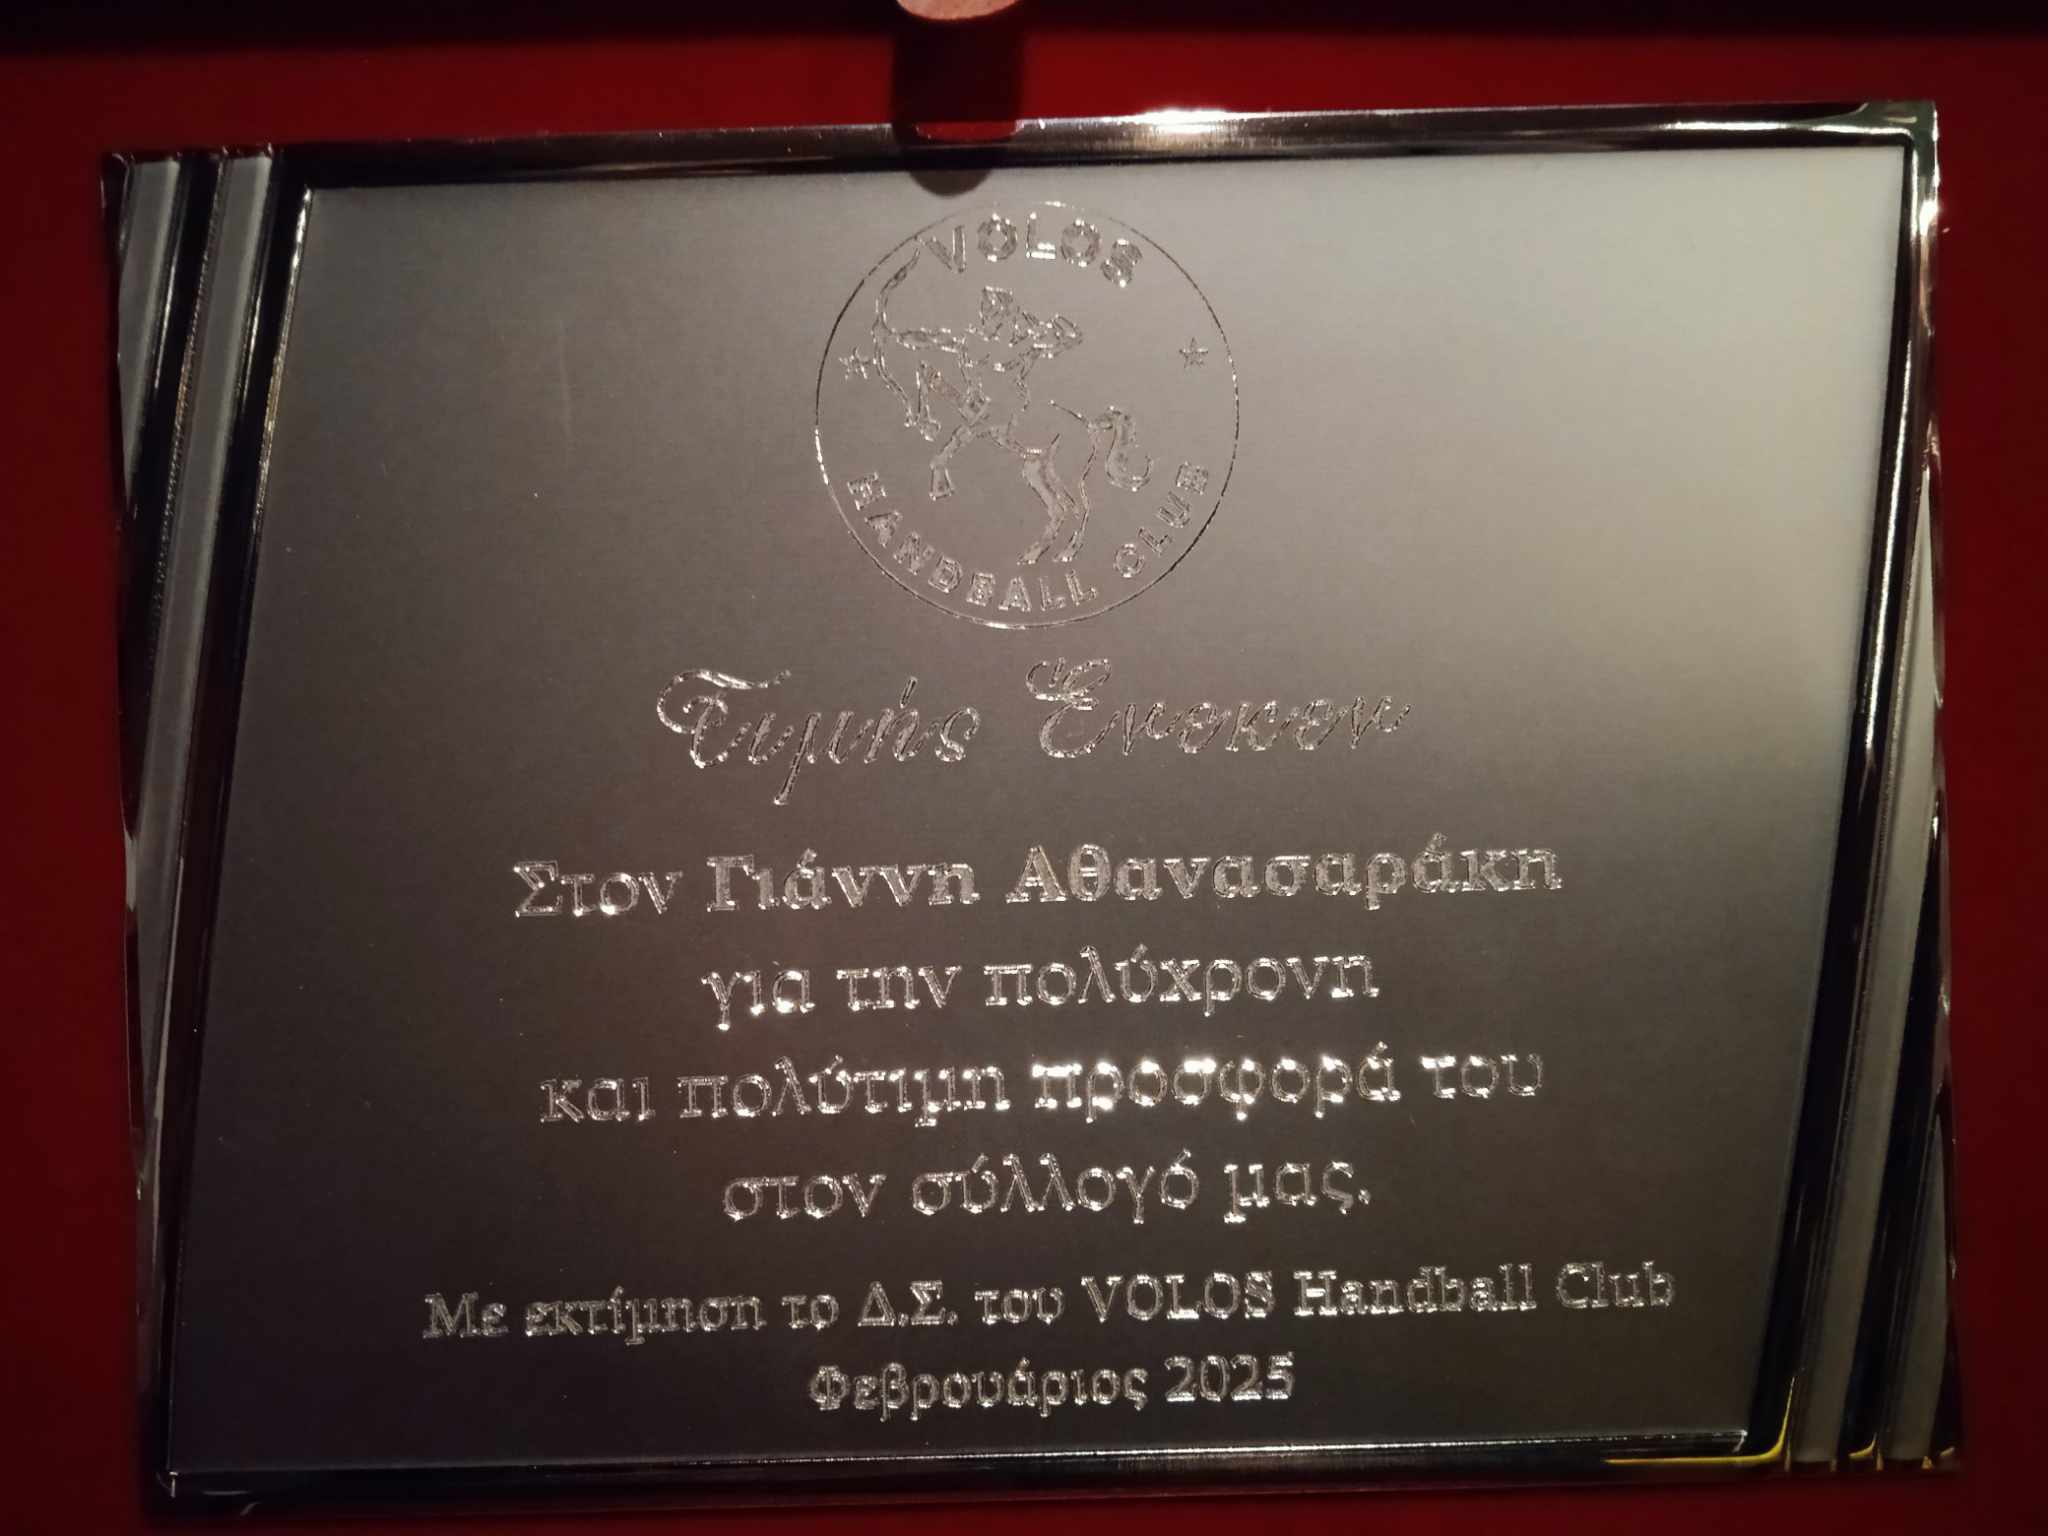 VOLOS
HANDBALL CLUB
Τιμής Ένεκεν
Στον Γιάννη Αθανασαράκη
για την πολύχρονη
και πολύτιμη προσφορά του
στον σύλλογό μας.
Με εκτίμηση το Δ.Σ. του VOLOS Handball Club
Φεβρουάριος 2025